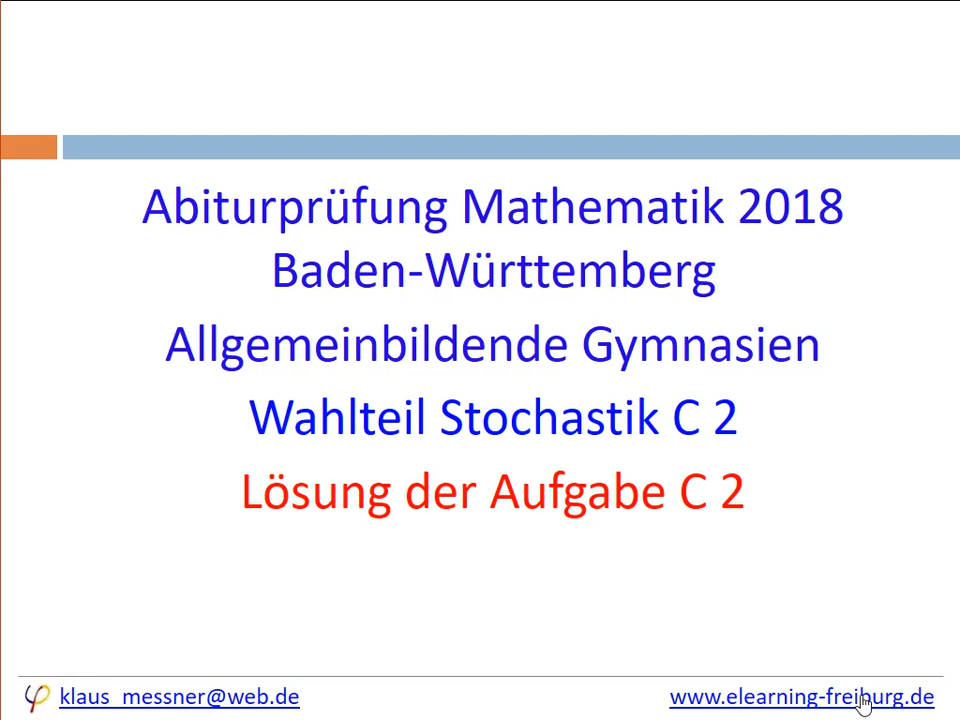 Abiturprüfung Mathematik 2018
Baden-Württemberg
Allgemeinbildende Gymnasien
Wahlteil Stochastik C 2
Lösung der Aufgabe C 2
klaus_messner@web.de
www.elearning-freiburg.de